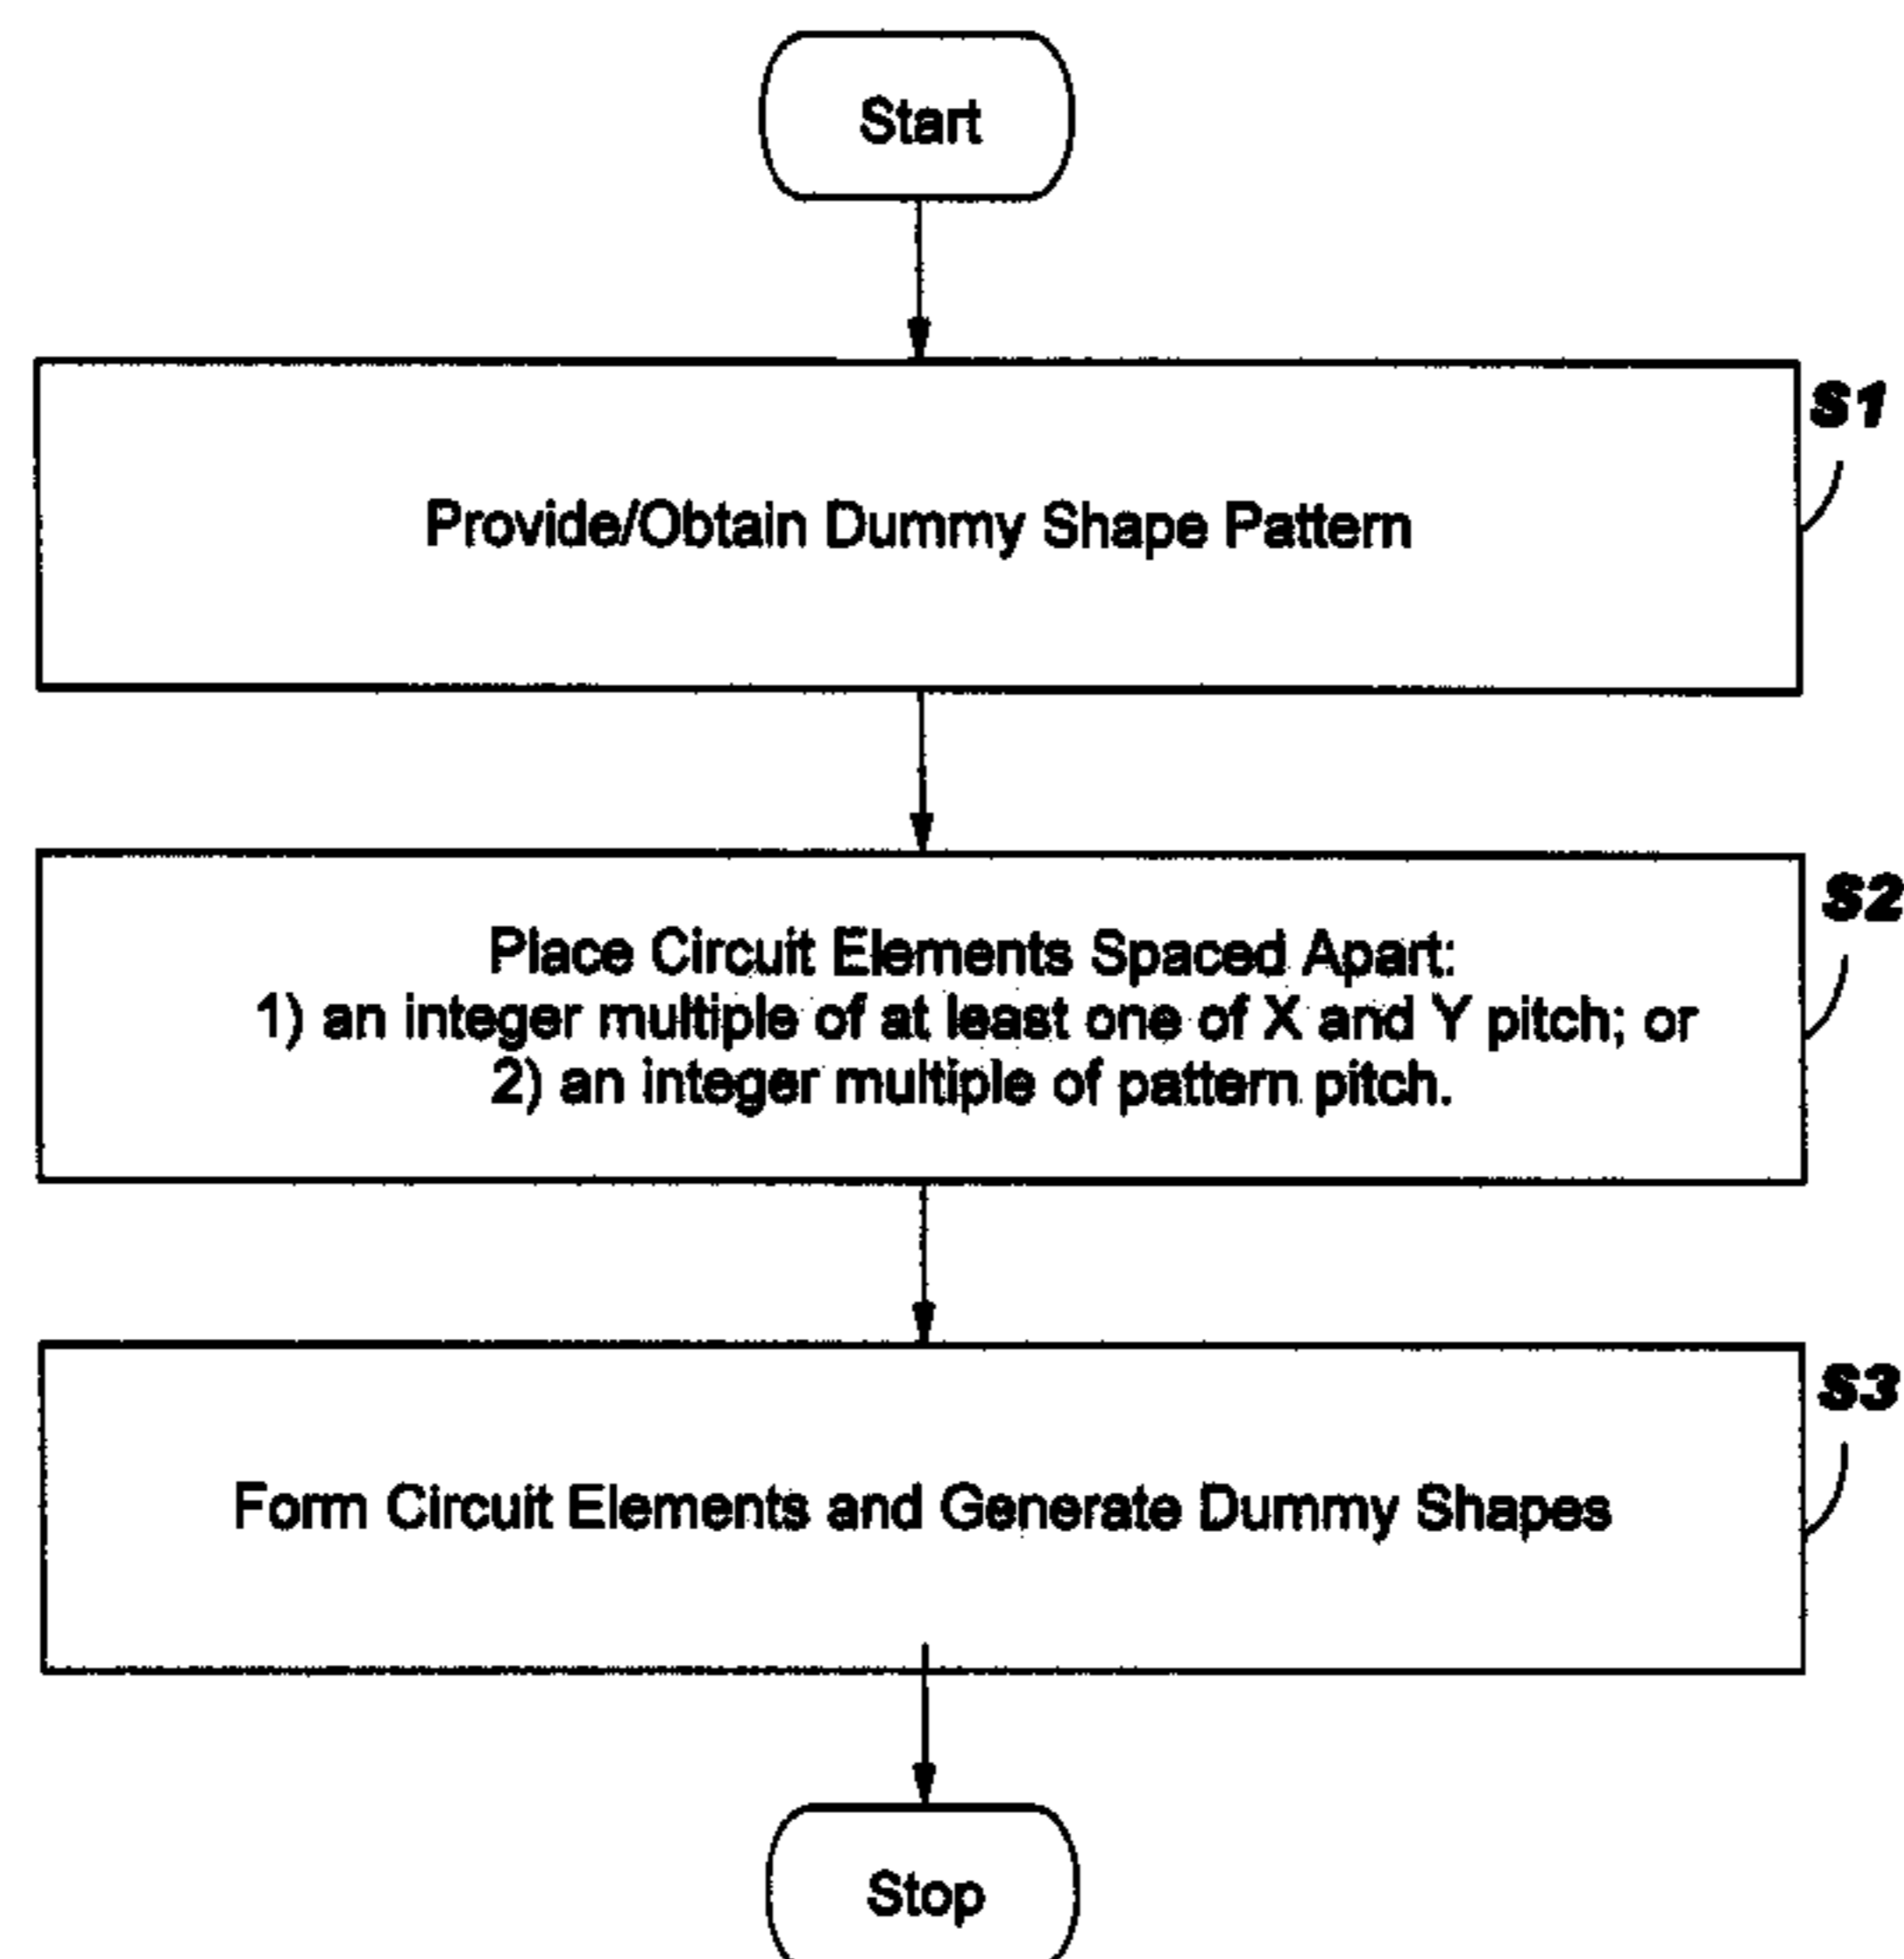 Start
S1
Provide/Obtain Dummy Shape Pattern
S2
Place Circuit Elements Spaced Apart:
1) an integer multiple of at least one of X and Y pitch; or
2) an integer multiple of pattern pitch.
S3
Form Circuit Elements and Generate Dummy Shapes
Stop